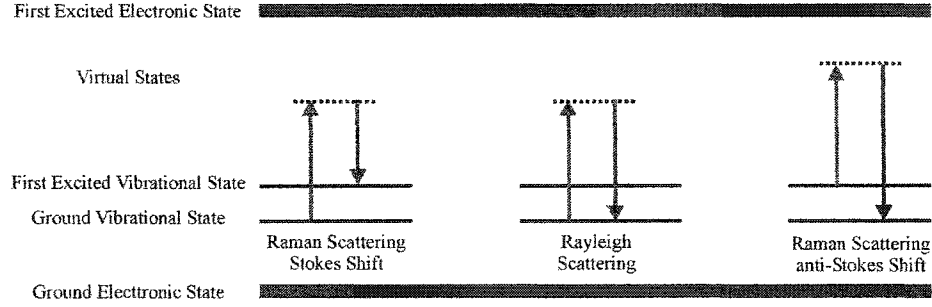 First Excited Electronic State
Virtual States
First Excited Vibrational State
Ground Vibrational State
Raman Scattering
Stokes Shift
Rayleigh
Scattering
Raman Scattering
anti-Stokes Shift
Ground Electtronic State